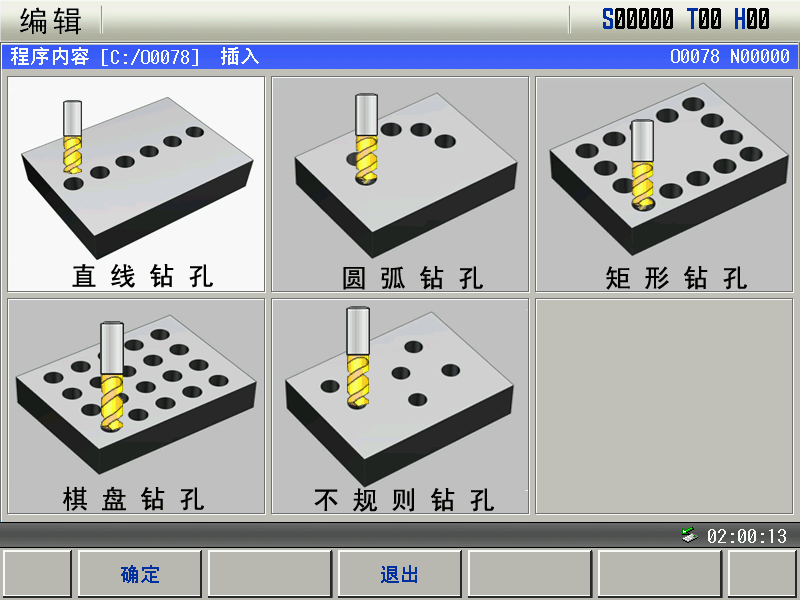 编辑 S00000 T00 H00
程序内容 [C:/O0078] 插入 O0078 N00000
直线钻孔 圆弧钻孔 矩形钻孔
棋盘钻孔 不规则钻孔
02:00:13
确定 退出